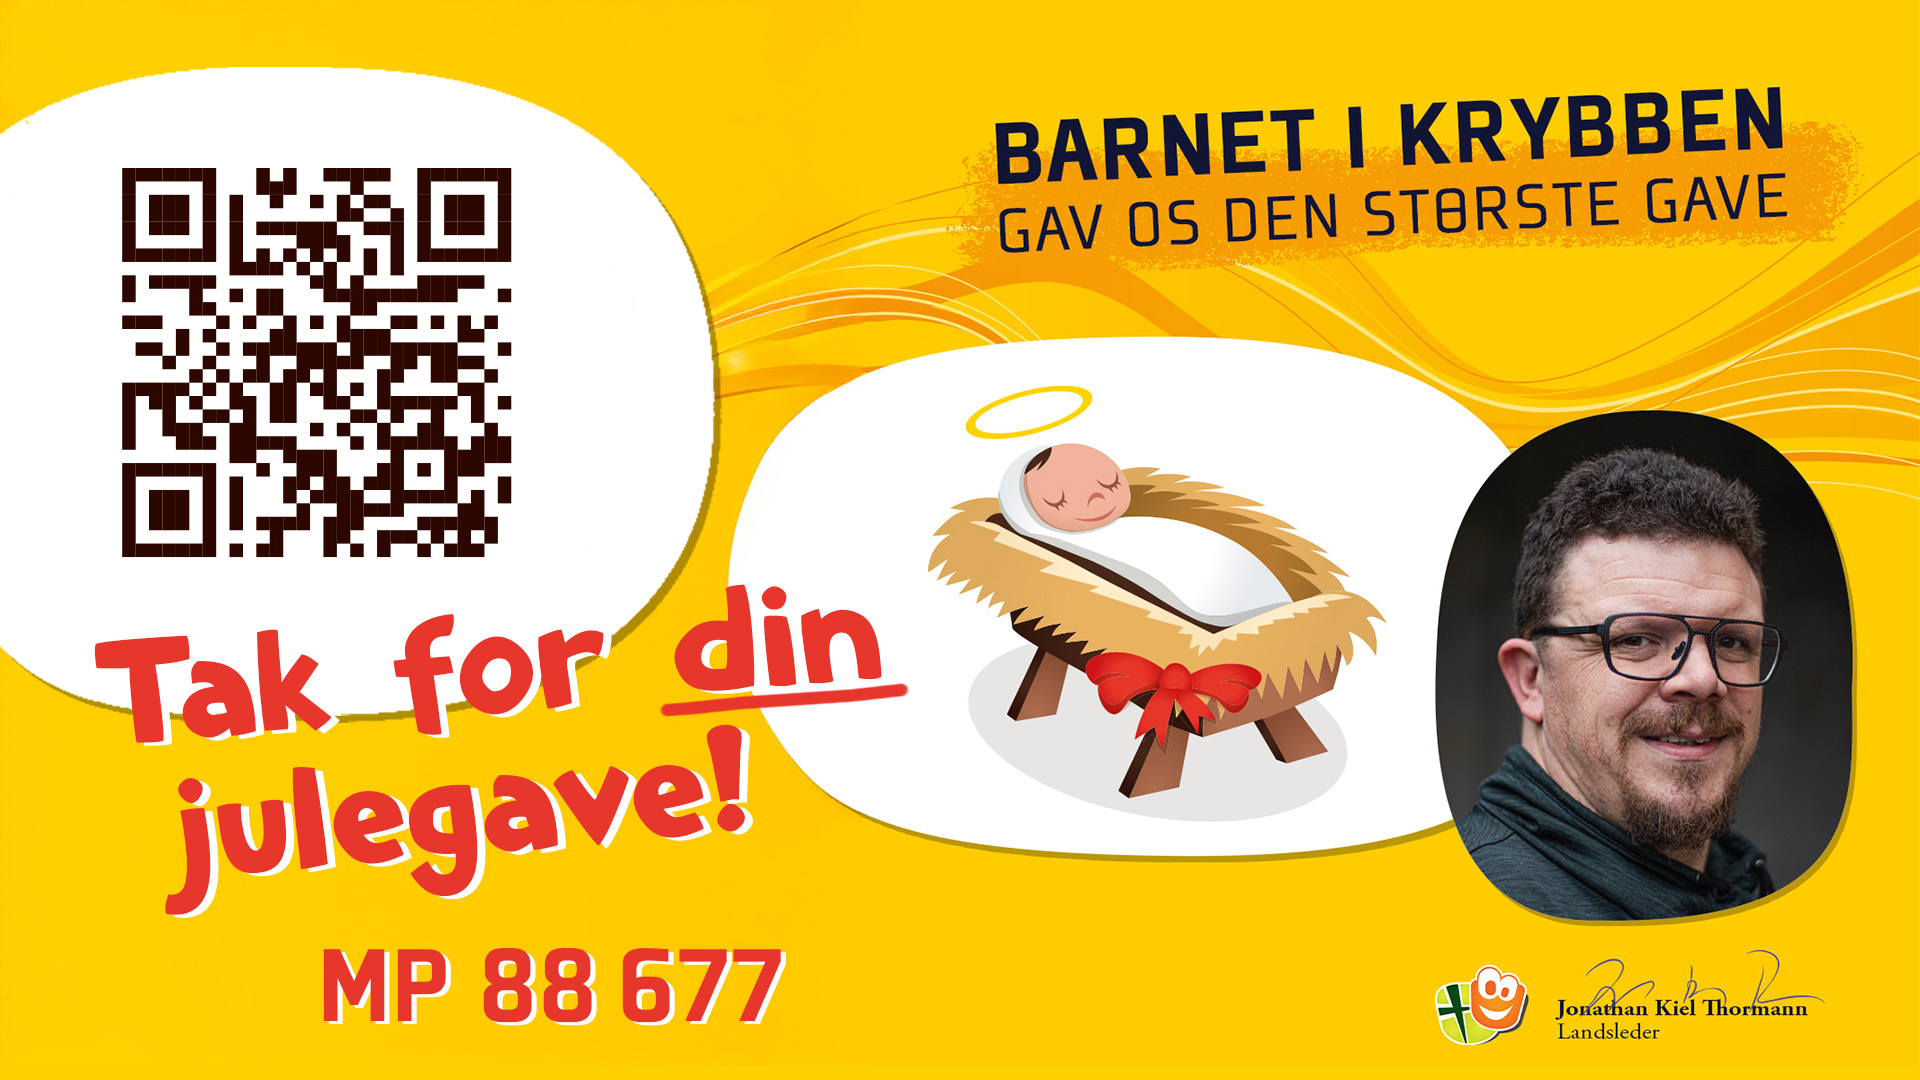 BARNET I KRYBBEN
GAV OS DEN STØRSTE GAVE
Tak for din
julegave!
MP 88 677
Jonathan Kiel Thormann
Landsleder